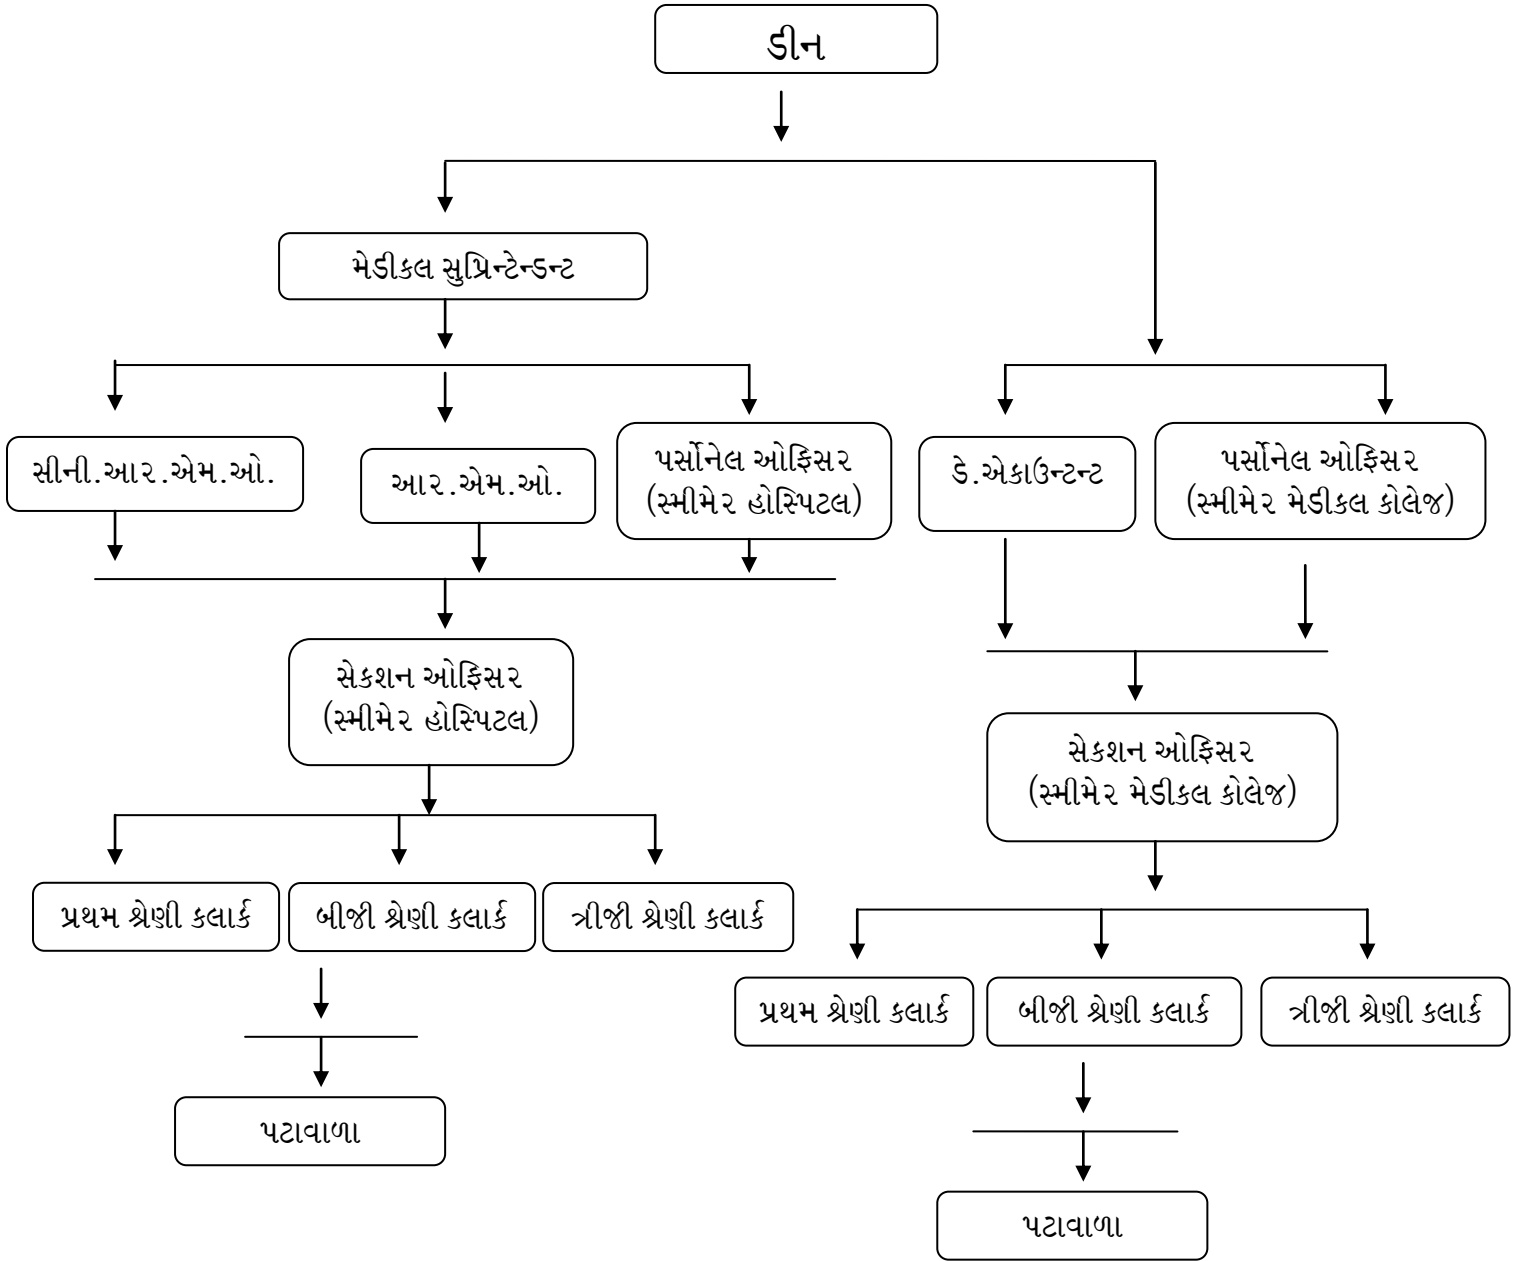 ડીન
મેડીકલ સુપ્રિન્ટેન્ડન્ટ
સીની.આર.એમ.ઓ.
આર.એમ.ઓ.
પર્સોનેલ ઓફિસર
(સ્મીમેર હોસ્પિટલ)
ડે.એકાઉન્ટન્ટ
પર્સોનેલ ઓફિસર
(સ્મીમેર મેડીકલ કોલેજ)
સેકશન ઓફિસર
(સ્મીમેર હોસ્પિટલ)
સેકશન ઓફિસર
(સ્મીમેર મેડીકલ કોલેજ)
પ્રથમ શ્રેણી કલાર્ક
બીજી શ્રેણી કલાર્ક
ત્રીજી શ્રેણી કલાર્ક
પ્રથમ શ્રેણી કલાર્ક
બીજી શ્રેણી કલાર્ક
ત્રીજી શ્રેણી કલાર્ક
પટાવાળા
પટાવાળા